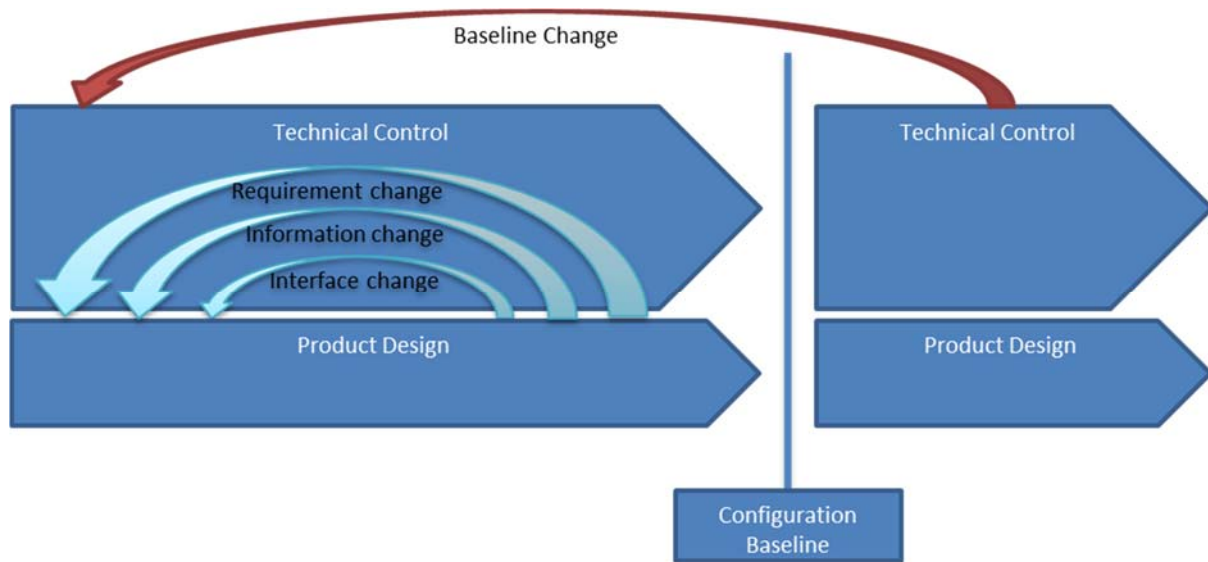 Baseline Change
Technical Control
Technical Control
Requirement change
Information change
Interface change
Product Design
Product Design
Configuration
Baseline